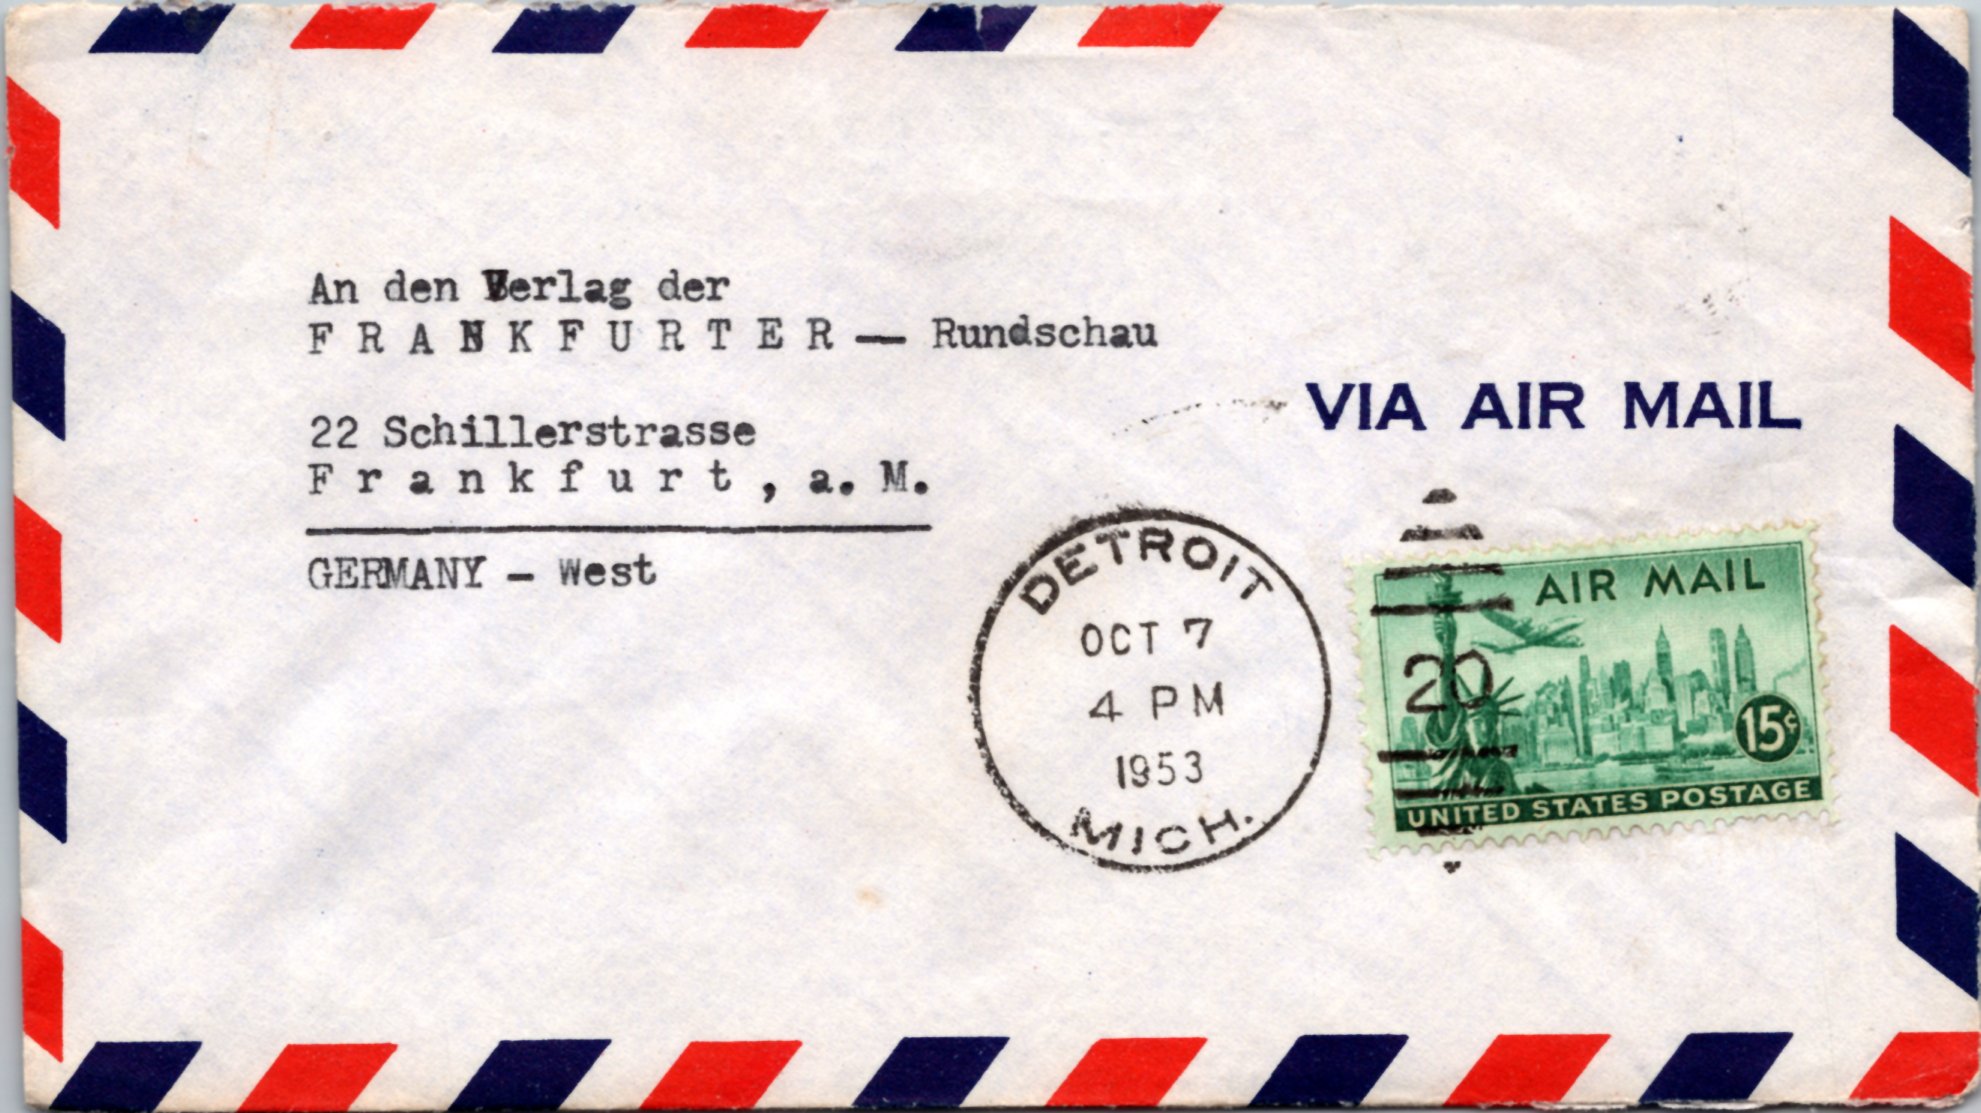 An den Verlag der
FRANKFURTER — Rundschau
22 Schillerstrasse
Frankfurt, a. M.
GERMANY - West
VIA AIR MAIL
DETROIT
OCT 7
4 PM
1953
MICH.
20
AIR MAIL
15¢
UNITED STATES POSTAGE